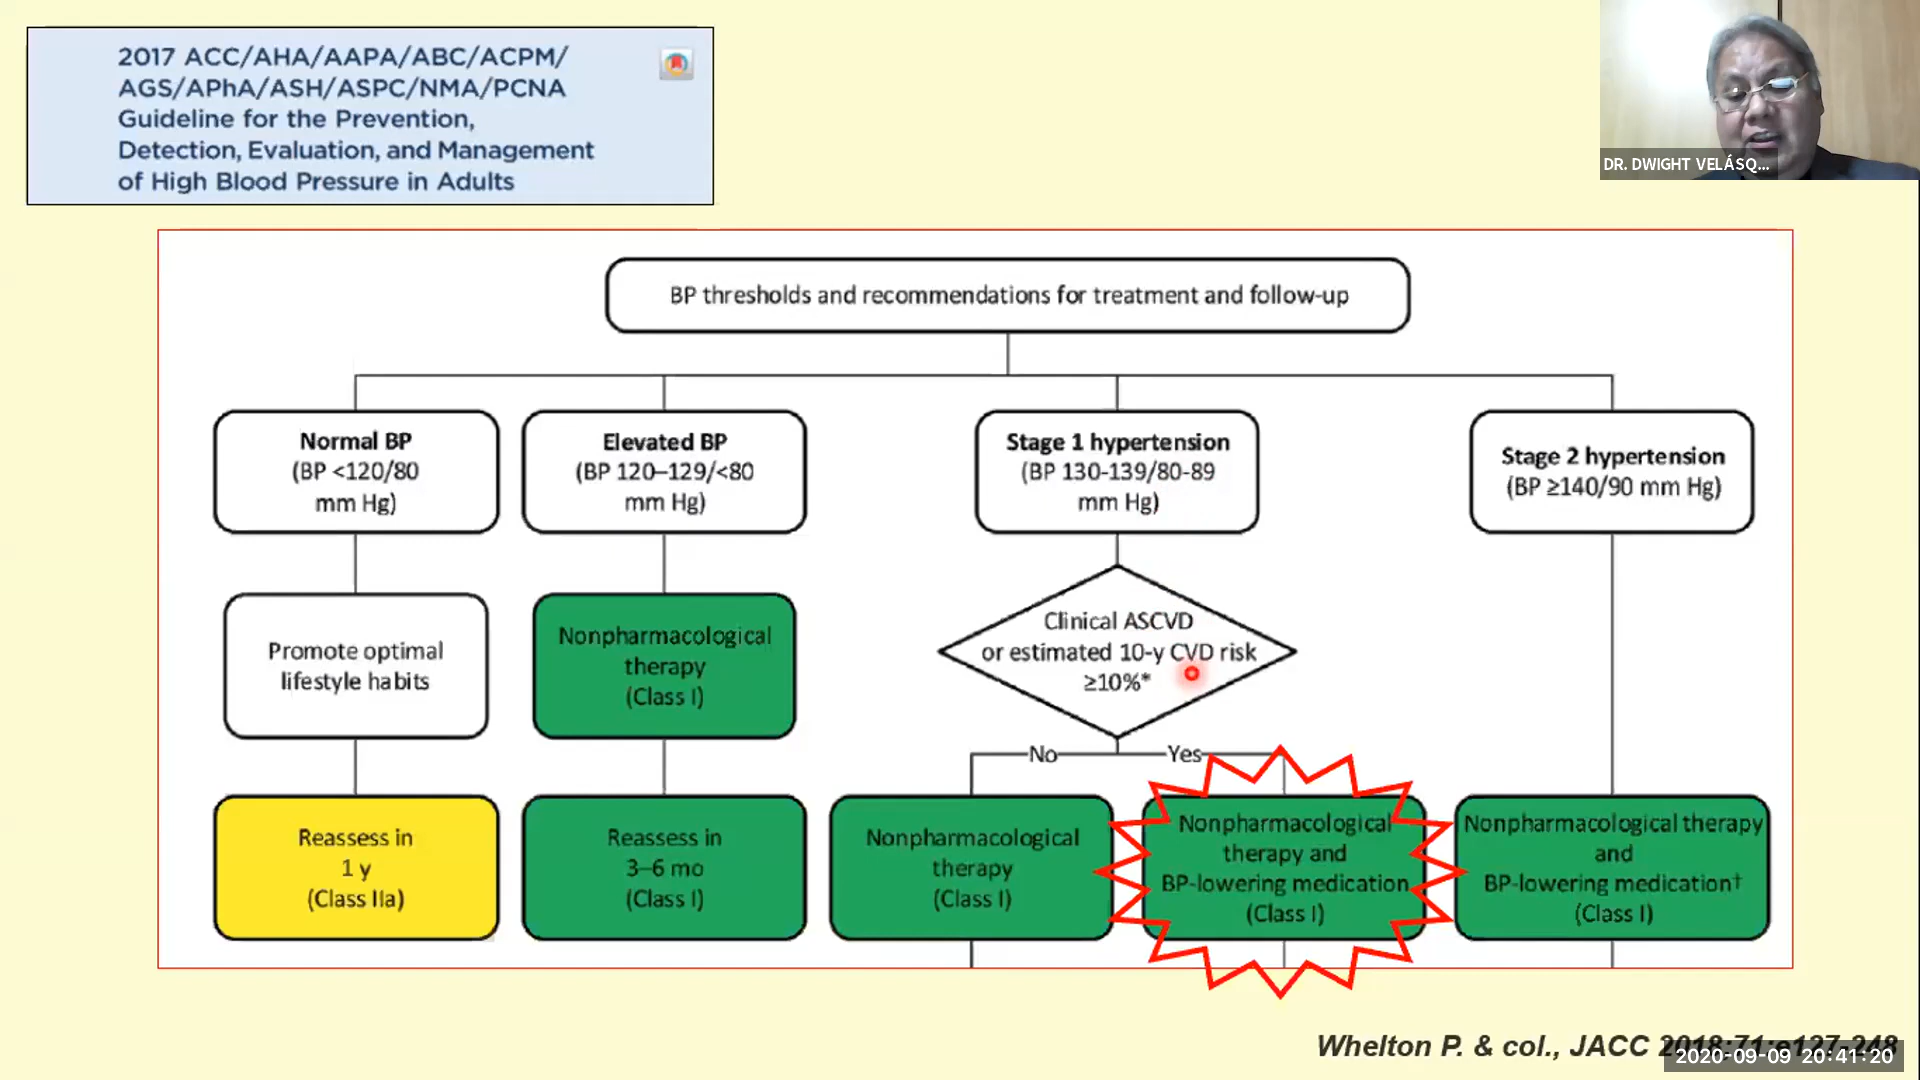 2017 ACC/AHA/AAPA/ABC/ACPM/
AGS/APhA/ASH/ASPC/NMA/PCNA
Guideline for the Prevention,
Detection, Evaluation, and Management
of High Blood Pressure in Adults
DR. DWIGHT VELÁSQ...
BP thresholds and recommendations for treatment and follow-up
Normal BP
(BP <120/80
mm Hg)
Elevated BP
(BP 120–129/<80
mm Hg)
Stage 1 hypertension
(BP 130-139/80-89
mm Hg)
Stage 2 hypertension
(BP ≥140/90 mm Hg)
Promote optimal
lifestyle habits
Nonpharmacological
therapy
(Class I)
Clinical ASCVD
or estimated 10-y CVD risk
≥10%*
No
Yes
Reassess in
1 y
(Class IIa)
Reassess in
3–6 mo
(Class I)
Nonpharmacological
therapy
(Class I)
Nonpharmacological
therapy and
BP-lowering medication
(Class I)
Nonpharmacological therapy
and
BP-lowering medication†
(Class I)
Whelton P. & col., JACC 2018;71:e127-248
2020-09-09 20:41:20